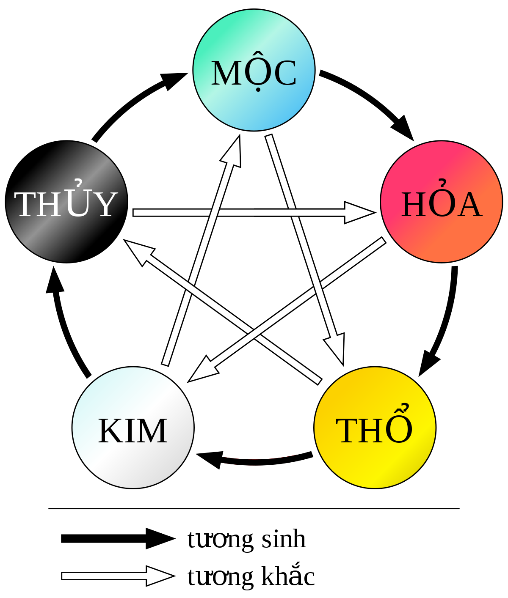 MỘC
THỦY
HỎA
KIM
THỔ
tương sinh
tương khắc